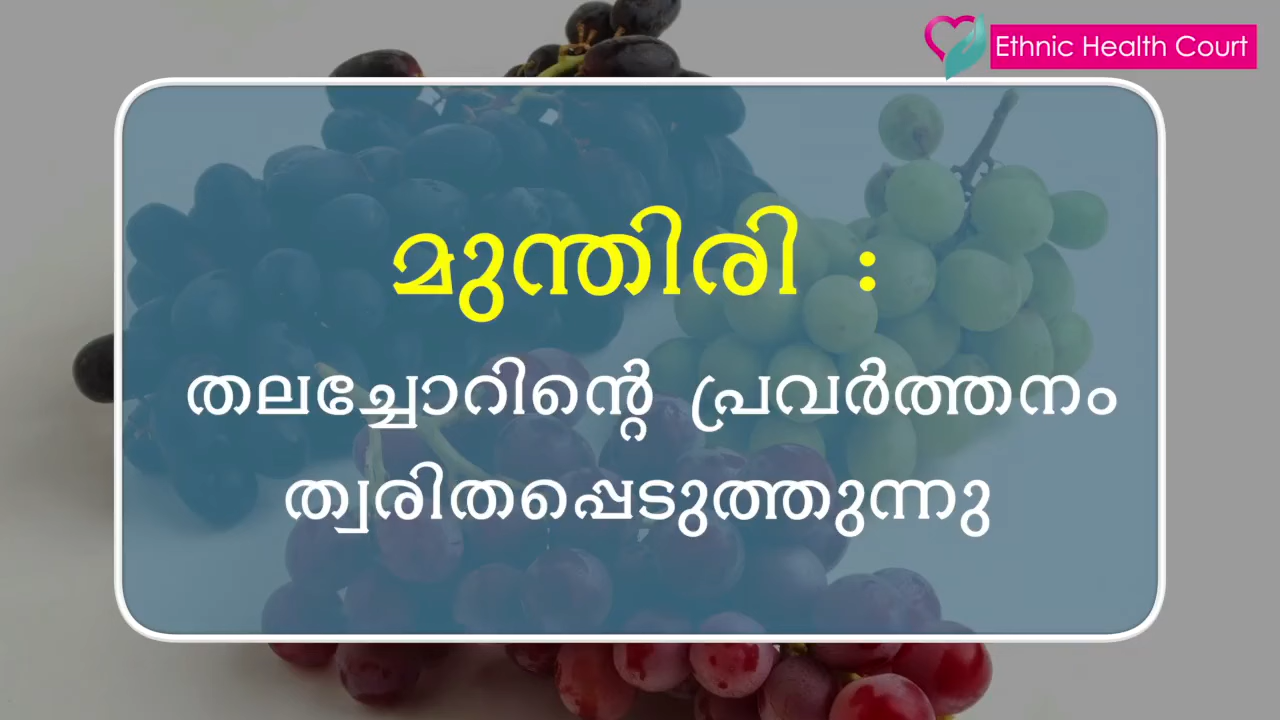 Ethnic Health Court
മുന്തിരി :
തലച്ചോറിന്റെ പ്രവർത്തനം
ത്വരിതപ്പെടുത്തുന്നു